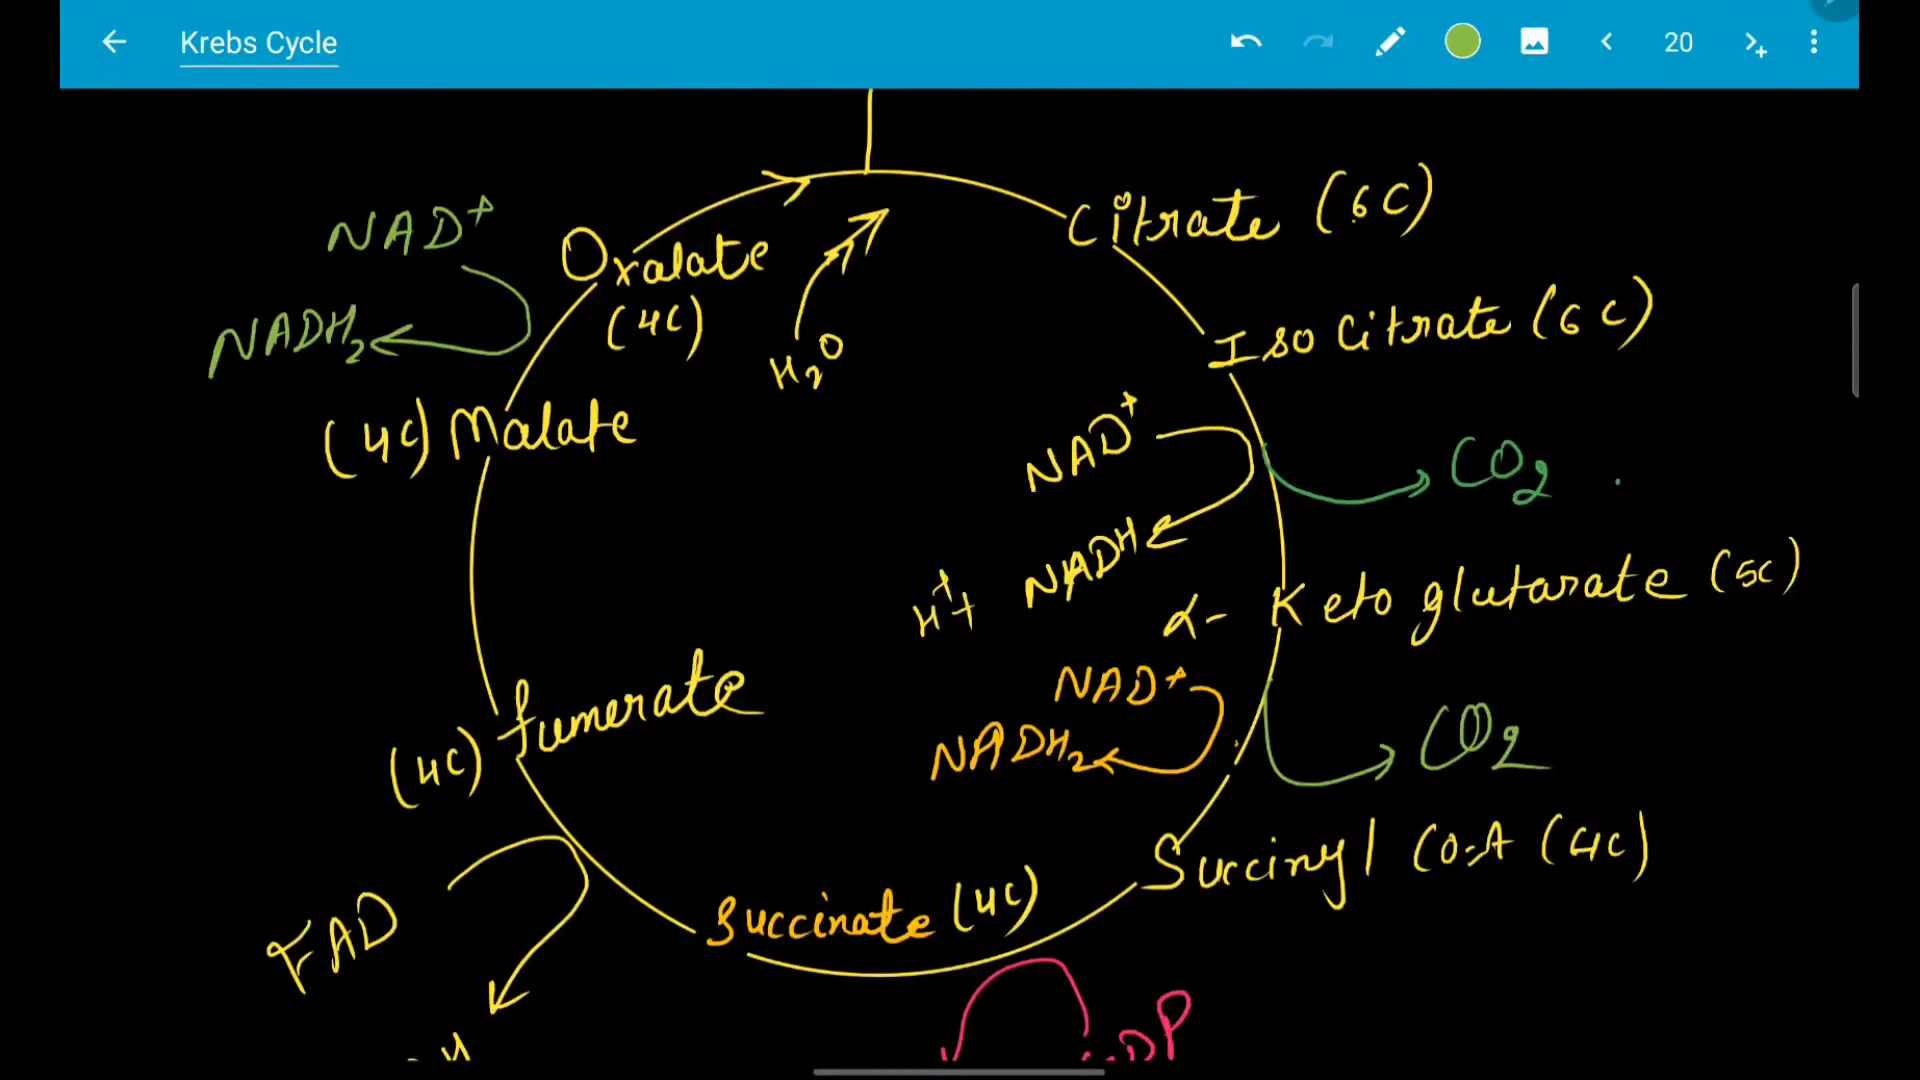 Krebs Cycle
20
Citrate (6C)
NAD+
Oxalate
(4C)
H2O
Iso Citrate (6C)
NADH2
(4C) Malate
NAD+
CO2
NADH
H+ +
α- Keto glutarate (5C)
NAD+
fumerate
(4C)
NADH2
CO2
Succinyl CO-A (4C)
Succinate (4C)
FAD